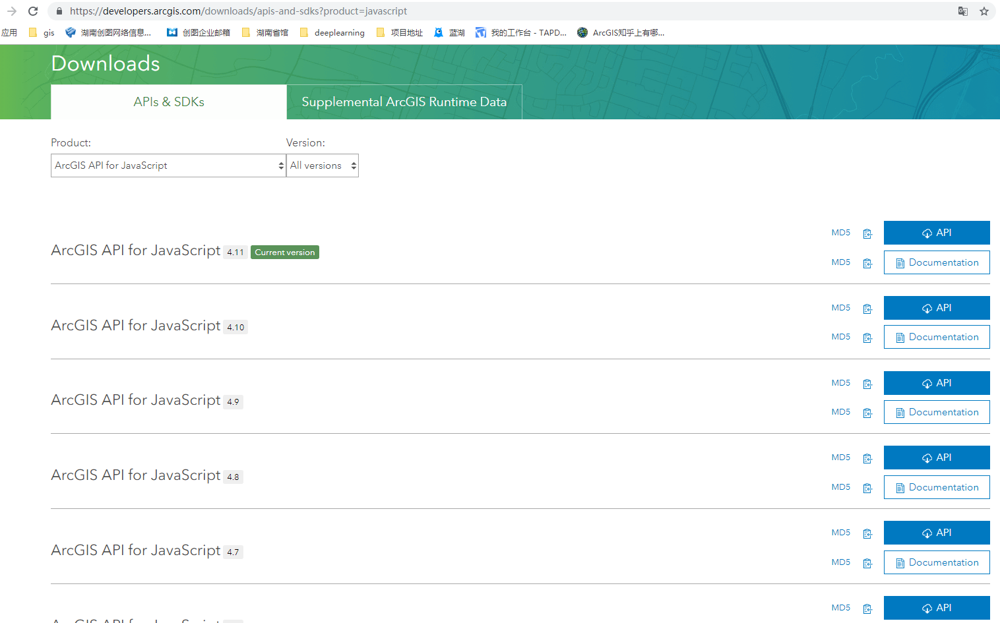 https://developers.arcgis.com/downloads/apis-and-sdks?product=javascript
应用 gis 湖南创图网络信息... 创图企业邮箱 湖南省馆 deeplearning 项目地址 蓝湖 我的工作台 - TAPD... ArcGIS知乎上有哪...
Downloads
APIs & SDKs Supplemental ArcGIS Runtime Data
Product: Version:
ArcGIS API for JavaScript All versions
MD5 API
ArcGIS API for JavaScript 4.11 Current version
MD5 Documentation
MD5 API
ArcGIS API for JavaScript 4.10
MD5 Documentation
MD5 API
ArcGIS API for JavaScript 4.9
MD5 Documentation
MD5 API
ArcGIS API for JavaScript 4.8
MD5 Documentation
MD5 API
ArcGIS API for JavaScript 4.7
MD5 Documentation
MD5 API
ArcGIS API for JavaScript